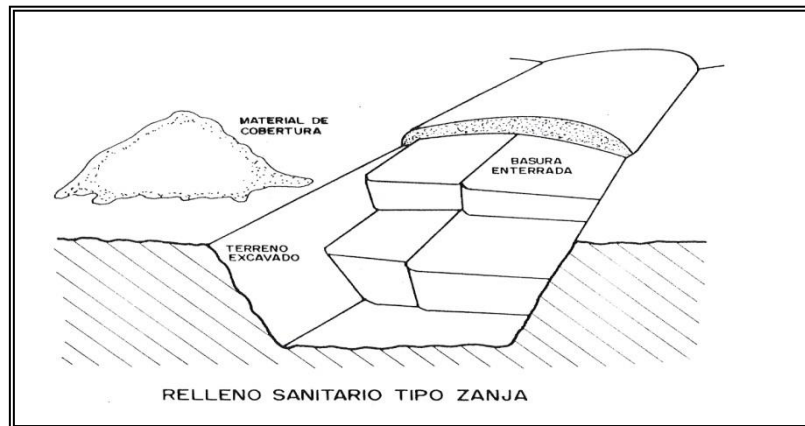 MATERIAL DE
COBERTURA
BASURA
ENTERRADA
TERRENO
EXCAVADO
RELLENO SANITARIO TIPO ZANJA